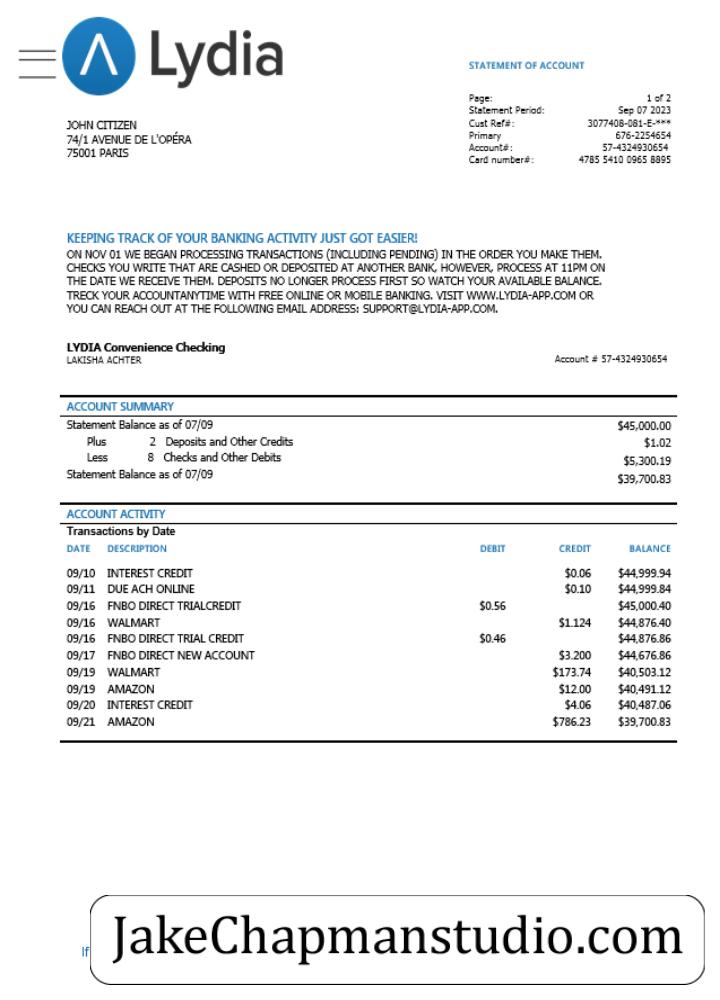 Lydia
STATEMENT OF ACCOUNT
Page: 1 of 2
Statement Period: Sep 07 2023
Cust Ref#: 3077408-081-E-***
Primary 676-2254654
Account#: 57-4324930654
Card number#: 4785 5410 0965 8895
JOHN CITIZEN
74/1 AVENUE DE L'OPÉRA
75001 PARIS
KEEPING TRACK OF YOUR BANKING ACTIVITY JUST GOT EASIER!
ON NOV 01 WE BEGAN PROCESSING TRANSACTIONS (INCLUDING PENDING) IN THE ORDER YOU MAKE THEM.
CHECKS YOU WRITE THAT ARE CASHED OR DEPOSITED AT ANOTHER BANK, HOWEVER, PROCESS AT 11PM ON
THE DATE WE RECEIVE THEM. DEPOSITS NO LONGER PROCESS FIRST SO WATCH YOUR AVAILABLE BALANCE.
TRECK YOUR ACCOUNTANYTIME WITH FREE ONLINE OR MOBILE BANKING. VISIT WWW.LYDIA-APP.COM OR
YOU CAN REACH OUT AT THE FOLLOWING EMAIL ADDRESS: SUPPORT@LYDIA-APP.COM.
LYDIA Convenience Checking
LAKISHA ACHTER Account # 57-4324930654
ACCOUNT SUMMARY
Statement Balance as of 07/09 $45,000.00
Plus 2 Deposits and Other Credits $1.02
Less 8 Checks and Other Debits $5,300.19
Statement Balance as of 07/09 $39,700.83
ACCOUNT ACTIVITY
Transactions by Date
DATE DESCRIPTION DEBIT CREDIT BALANCE
09/10 INTEREST CREDIT $0.06 $44,999.94
09/11 DUE ACH ONLINE $0.10 $44,999.84
09/16 FNBO DIRECT TRIALCREDIT $0.56 $45,000.40
09/16 WALMART $1.124 $44,876.40
09/16 FNBO DIRECT TRIAL CREDIT $0.46 $44,876.86
09/17 FNBO DIRECT NEW ACCOUNT $3.200 $44,676.86
09/19 WALMART $173.74 $40,503.12
09/19 AMAZON $12.00 $40,491.12
09/20 INTEREST CREDIT $4.06 $40,487.06
09/21 AMAZON $786.23 $39,700.83
If
JakeChapmanstudio.com